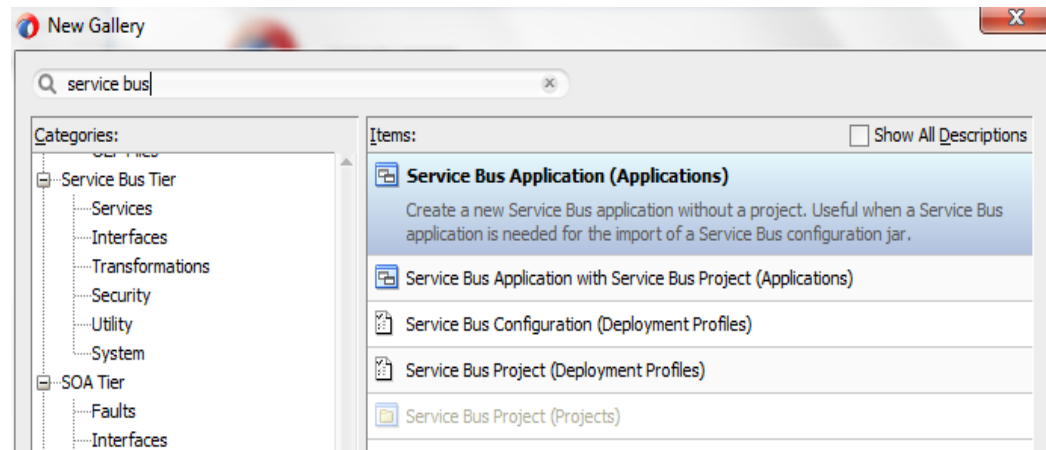 New Gallery
service bus
Categories:
Service Bus Tier
Services
Interfaces
Transformations
Security
Utility
System
SOA Tier
Faults
Interfaces
Items:
Show All Descriptions
Service Bus Application (Applications)
Create a new Service Bus application without a project. Useful when a Service Bus
application is needed for the import of a Service Bus configuration jar.
Service Bus Application with Service Bus Project (Applications)
Service Bus Configuration (Deployment Profiles)
Service Bus Project (Deployment Profiles)
Service Bus Project (Projects)